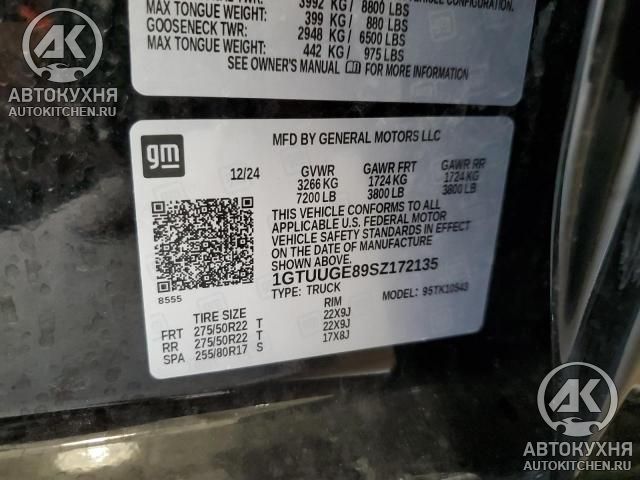 3992 KG/ 8800 LBS
MAX TONGUE WEIGHT:
399 KG/ 880 LBS
GOOSENECK TWR:
2948 KG/ 6500 LBS
MAX TONGUE WEIGHT:
442 KG/ 975 LBS
SEE OWNER'S MANUAL gm FOR MORE INFORMATION
VEHICLE CONFIGURATION.
AK
АВТОКУХНЯ
AUTOKITCHEN.RU
gm
MFD BY GENERAL MOTORS LLC
12/24 GVWR GAWR FRT GAWR RR
3266 KG 1724 KG 1724 KG
7200 LB 3800 LB 3800 LB
THIS VEHICLE CONFORMS TO ALL
APPLICABLE U.S. FEDERAL MOTOR
VEHICLE SAFETY STANDARDS IN EFFECT
ON THE DATE OF MANUFACTURE SHOWN ABOVE.
1GTUUGE89SZ172135
TYPE: TRUCK MODEL: 95TK10543
8555
TIRE SIZE RIM
FRT 275/50R22 T 22X9J
RR 275/50R22 T 22X9J
SPA 255/80R17 S 17X8J
AK
АВТОКУХНЯ
AUTOKITCHEN.RU